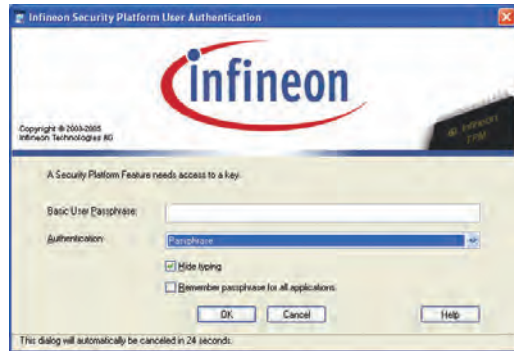 Infineon Security Platform User Authentication
infineon
Copyright © 2003-2005
Infineon Technologies AG
Infineon
TPM
A Security Platform Feature needs access to a key.
Basic User Passphrase:
Authentication:
Passphrase
Hide typing
Remember passphrase for all applications.
OK
Cancel
Help
This dialog will automatically be canceled in 24 seconds.